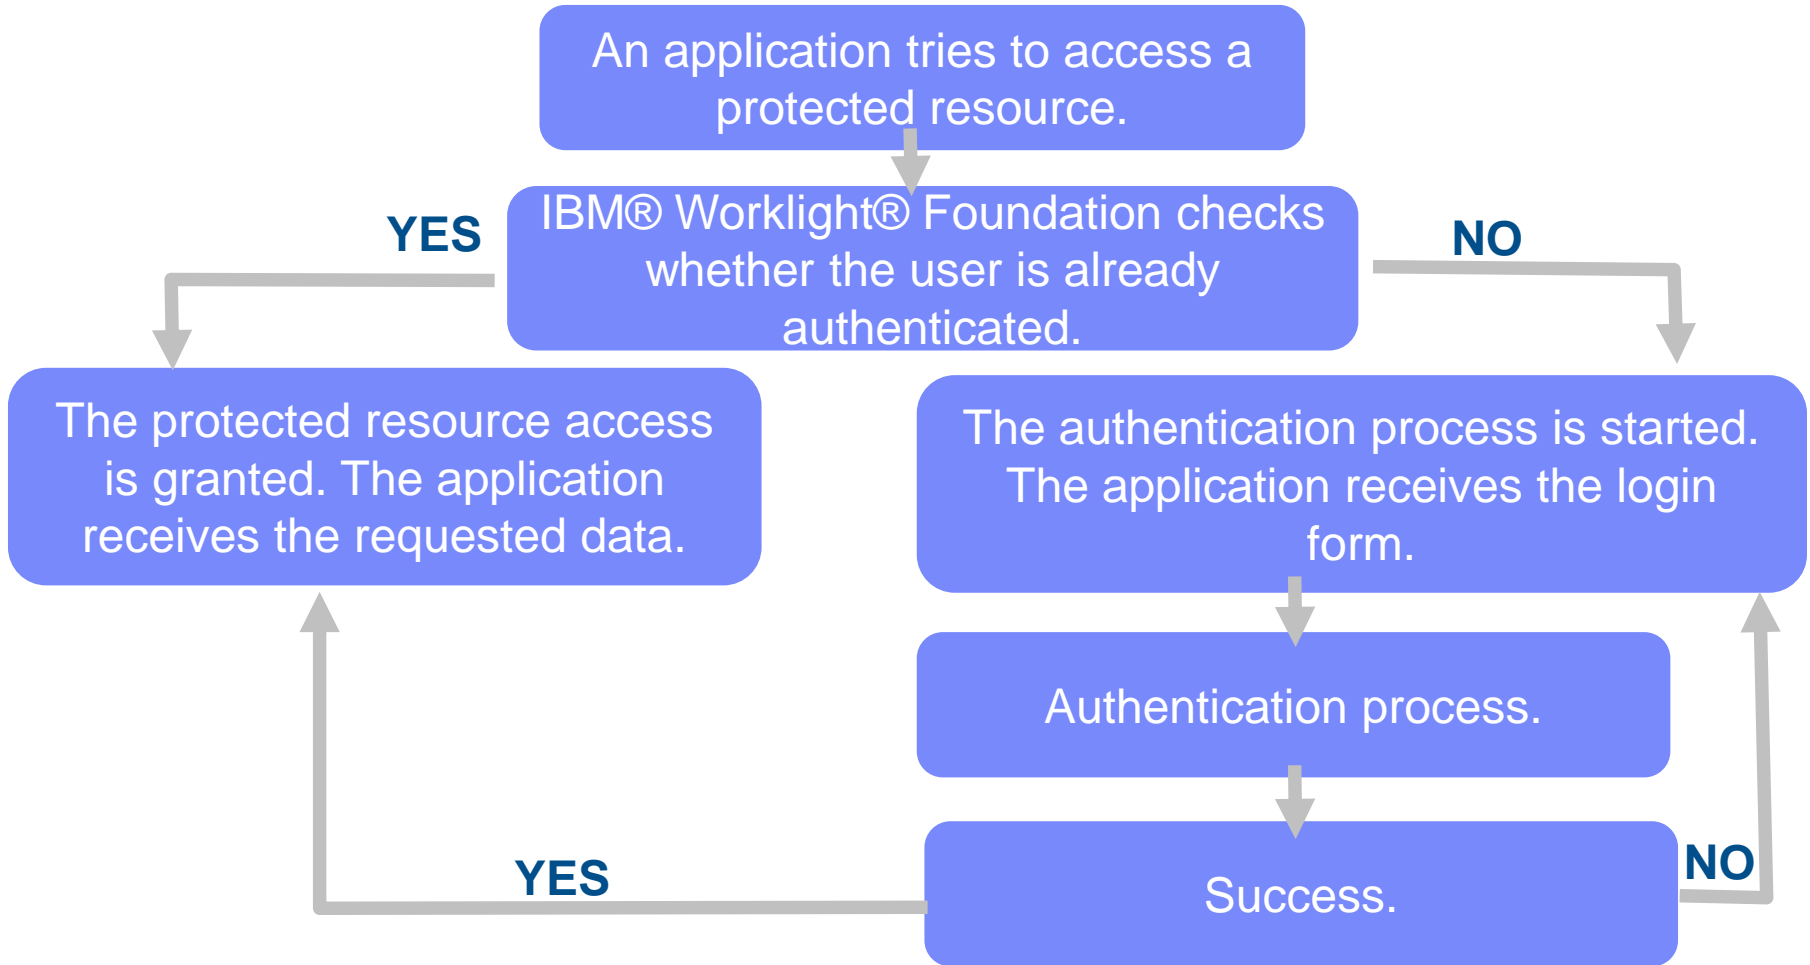 An application tries to access a
protected resource.
IBM® Worklight® Foundation checks
whether the user is already
authenticated.
YES
NO
The protected resource access
is granted. The application
receives the requested data.
The authentication process is started.
The application receives the login
form.
Authentication process.
Success.
YES
NO